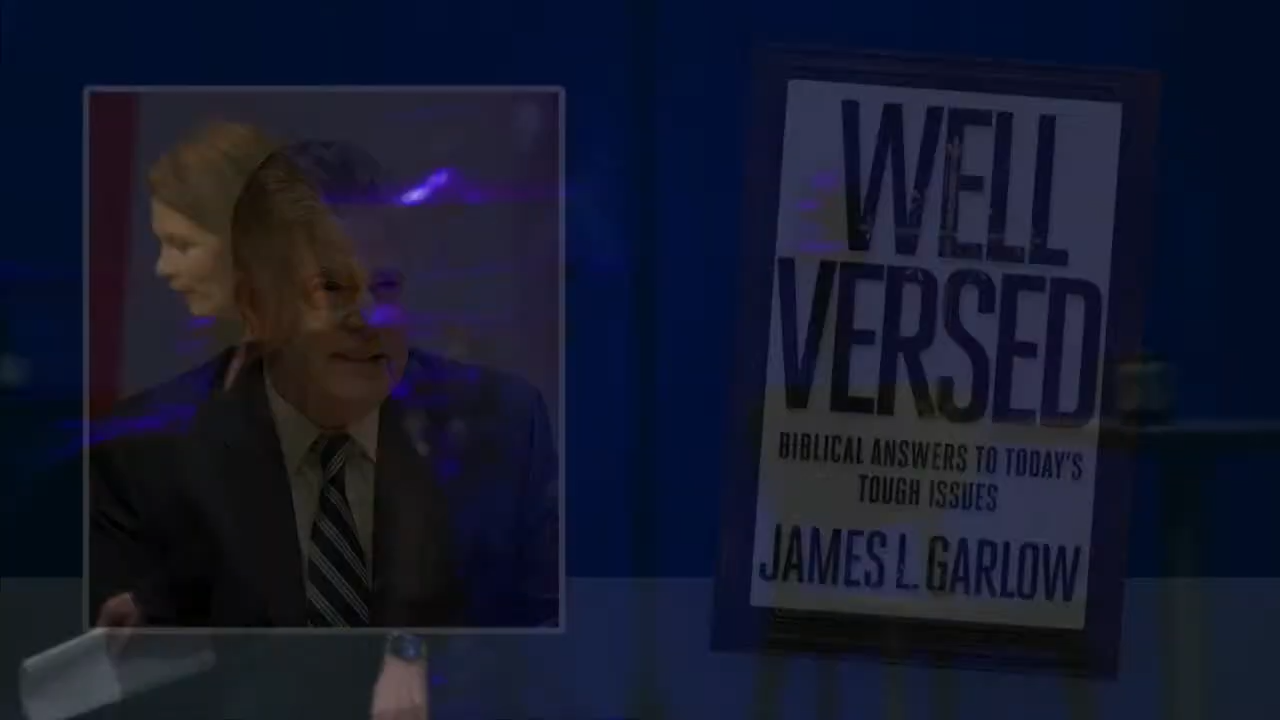 WELL
VERSED
BIBLICAL ANSWERS TO TODAY'S
TOUGH ISSUES
JAMES L. GARLOW